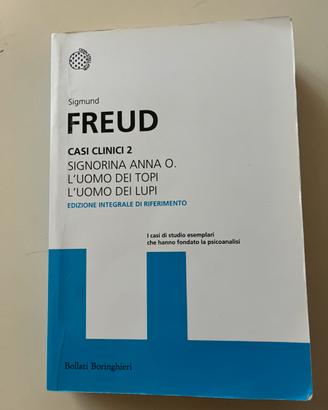 Sigmund
FREUD
CASI CLINICI 2
SIGNORINA ANNA O.
L'UOMO DEI TOPI
L'UOMO DEI LUPI
EDIZIONE INTEGRALE DI RIFERIMENTO
I casi di studio esemplari
che hanno fondato la psicoanalisi
Bollati Boringhieri